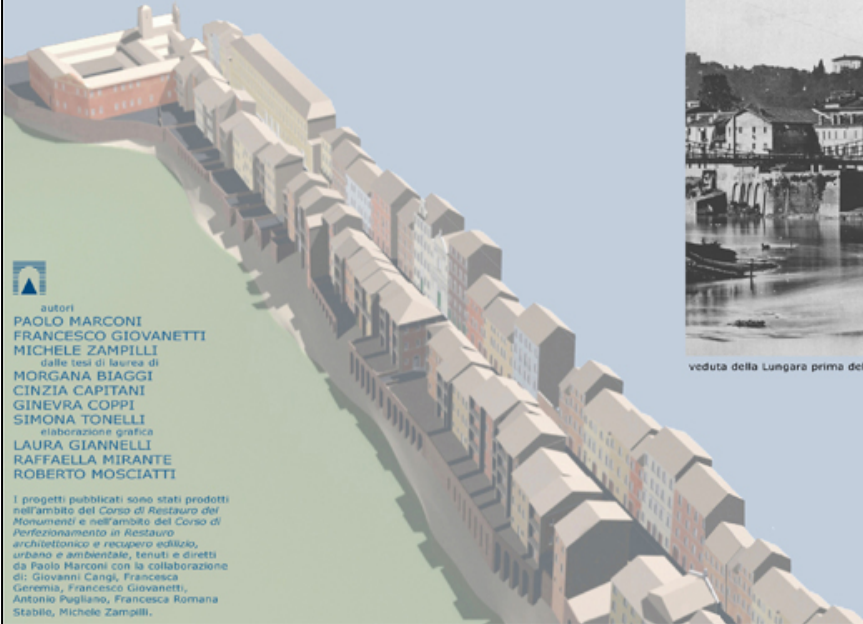 autori
PAOLO MARCONI
FRANCESCO GIOVANETTI
MICHELE ZAMPILLI
dalle tesi di laurea di
MORGANA BIAGGI
CINZIA CAPITANI
GINEVRA COPPI
SIMONA TONELLI
elaborazione grafica
LAURA GIANNELLI
RAFFAELLA MIRANTE
ROBERTO MOSCIATTI
I progetti pubblicati sono stati prodotti
nell'ambito del Corso di Restauro dei
Monumenti e nell'ambito del Corso di
Perfezionamento in Restauro
architettonico e recupero edilizio,
urbano e ambientale, tenuti e diretti
da Paolo Marconi con la collaborazione
di: Giovanni Cangi, Francesca
Geremia, Francesco Giovanetti,
Antonio Pugliano, Francesca Romana
Stabile, Michele Zampilli.
veduta della Lungara prima dei